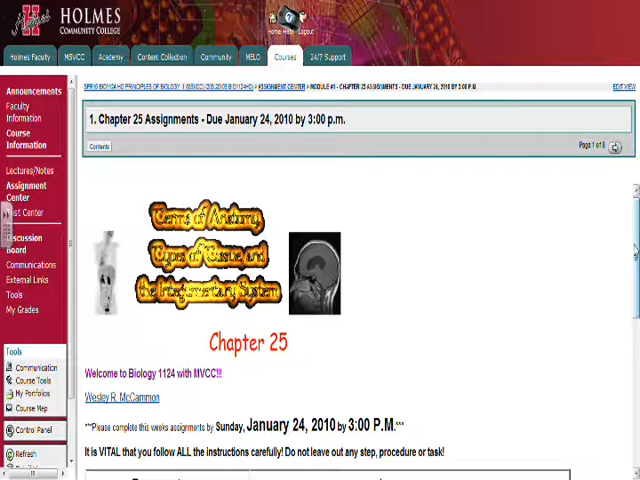 HOLMES
COMMUNITY COLLEGE
Home Help Logout
Holmes Faculty MSVCC Academy Content Collection Community MELO Courses 24/7 Support
Announcements
Faculty
Information
Course
Information
Lectures/Notes
Assignment
Center
Test Center
Discussion
Board
Communications
External Links
Tools
My Grades
Tools
Communication
Course Tools
My Portfolios
Course Map
Control Panel
Refresh
EDIT VIEW
1. Chapter 25 Assignments - Due January 24, 2010 by 3:00 p.m.
Contents
Page 1 of 8
Terms of Anatomy,
Types of Tissue and
the Integumentary System
Chapter 25
Welcome to Biology 1124 with MVCC!!!
Wesley R. McCammon
***Please complete this weeks assignments by Sunday, January 24, 2010 by 3:00 P.M.***
It is VITAL that you follow ALL the instructions carefully! Do not leave out any step, procedure or task!